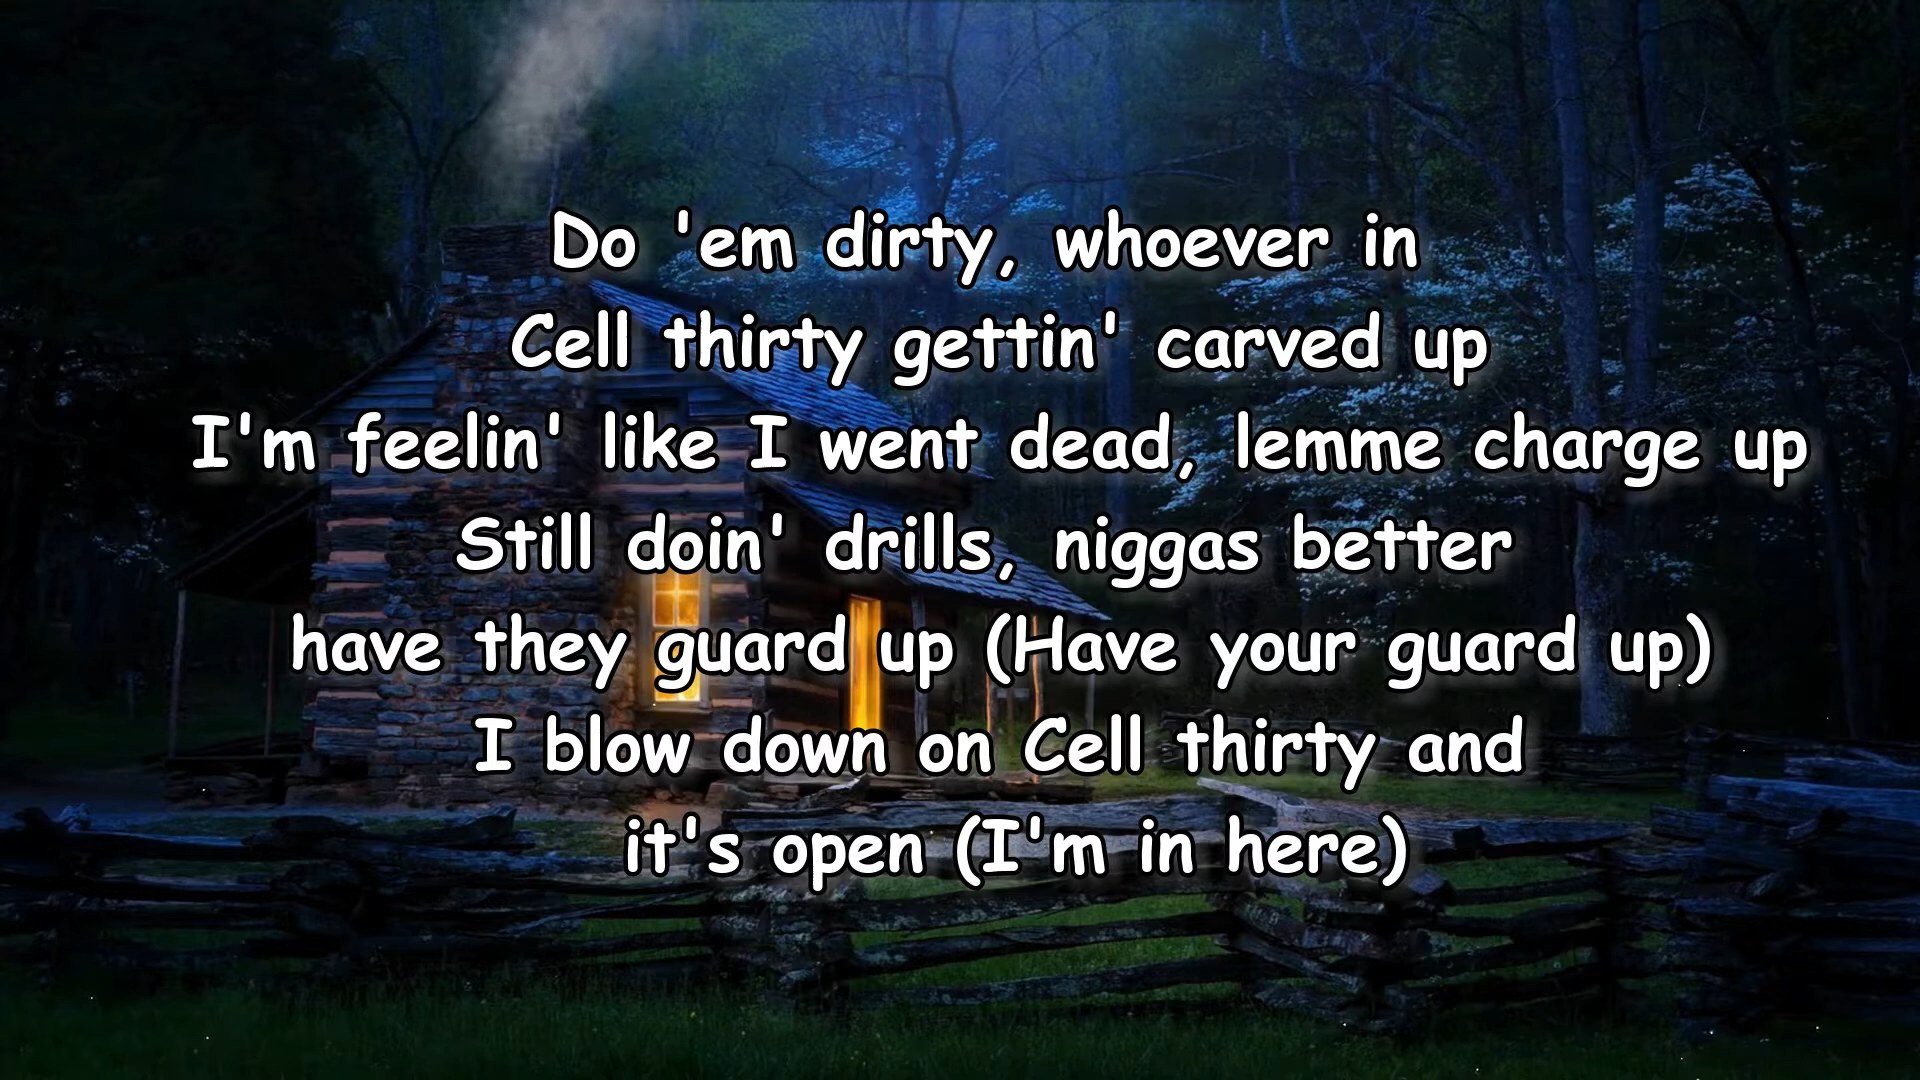 Do 'em dirty, whoever in
Cell thirty gettin' carved up
I'm feelin' like I went dead, lemme charge up
Still doin' drills, niggas better
have they guard up (Have your guard up)
I blow down on Cell thirty and
it's open (I'm in here)